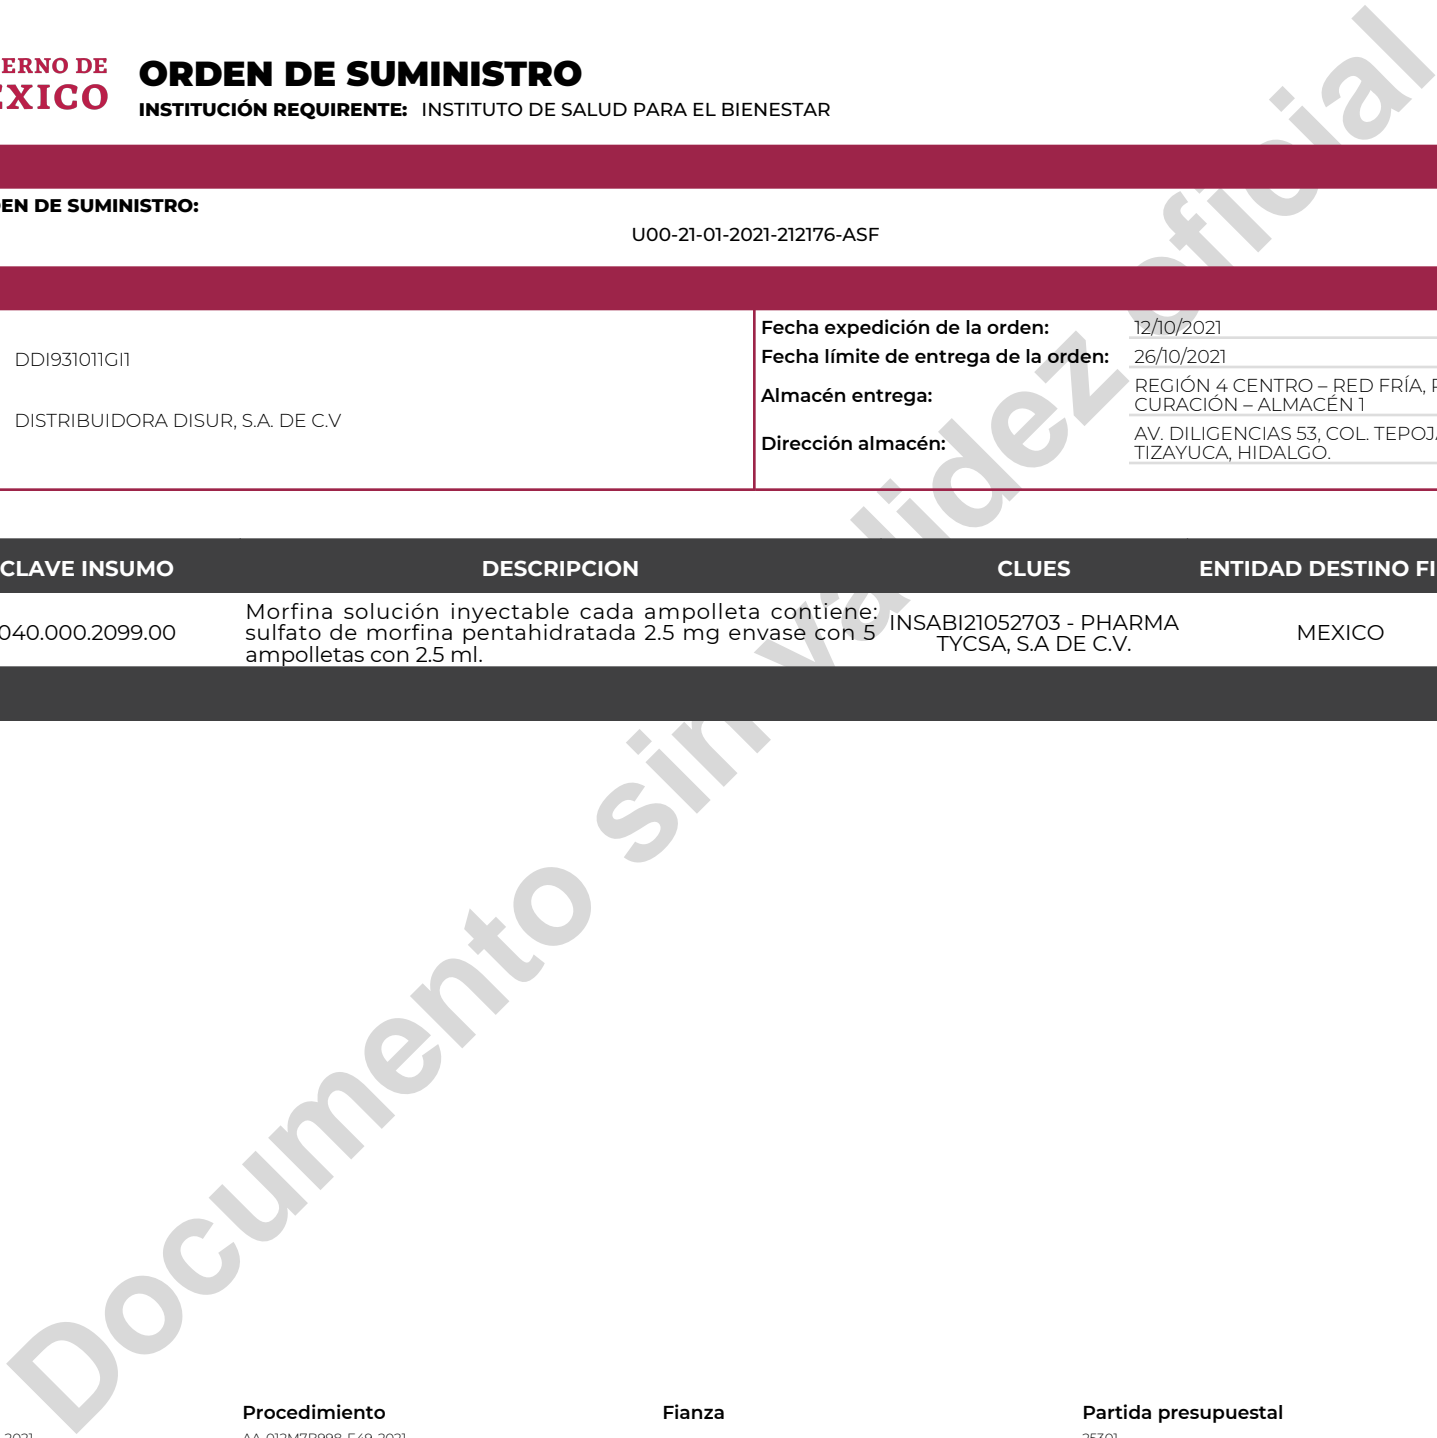 ERNO DE
EXICO
ORDEN DE SUMINISTRO
INSTITUCIÓN REQUIRENTE: INSTITUTO DE SALUD PARA EL BIENESTAR
EN DE SUMINISTRO:
U00-21-01-2021-212176-ASF
DDI931011GI1
DISTRIBUIDORA DISUR, S.A. DE C.V
Fecha expedición de la orden: 12/10/2021
Fecha límite de entrega de la orden: 26/10/2021
Almacén entrega: REGIÓN 4 CENTRO – RED FRÍA,
CURACIÓN – ALMACÉN 1
Dirección almacén: AV. DILIGENCIAS 53, COL. TEPOJ
TIZAYUCA, HIDALGO.
CLAVE INSUMO DESCRIPCION CLUES ENTIDAD DESTINO FI
040.000.2099.00
Morfina solución inyectable cada ampolleta contiene:
sulfato de morfina pentahidratada 2.5 mg envase con 5
ampolletas con 2.5 ml.
INSABI21052703 - PHARMA
TYCSA, S.A DE C.V.
MEXICO
Documento sin validez oficial
Procedimiento Fianza Partida presupuestal